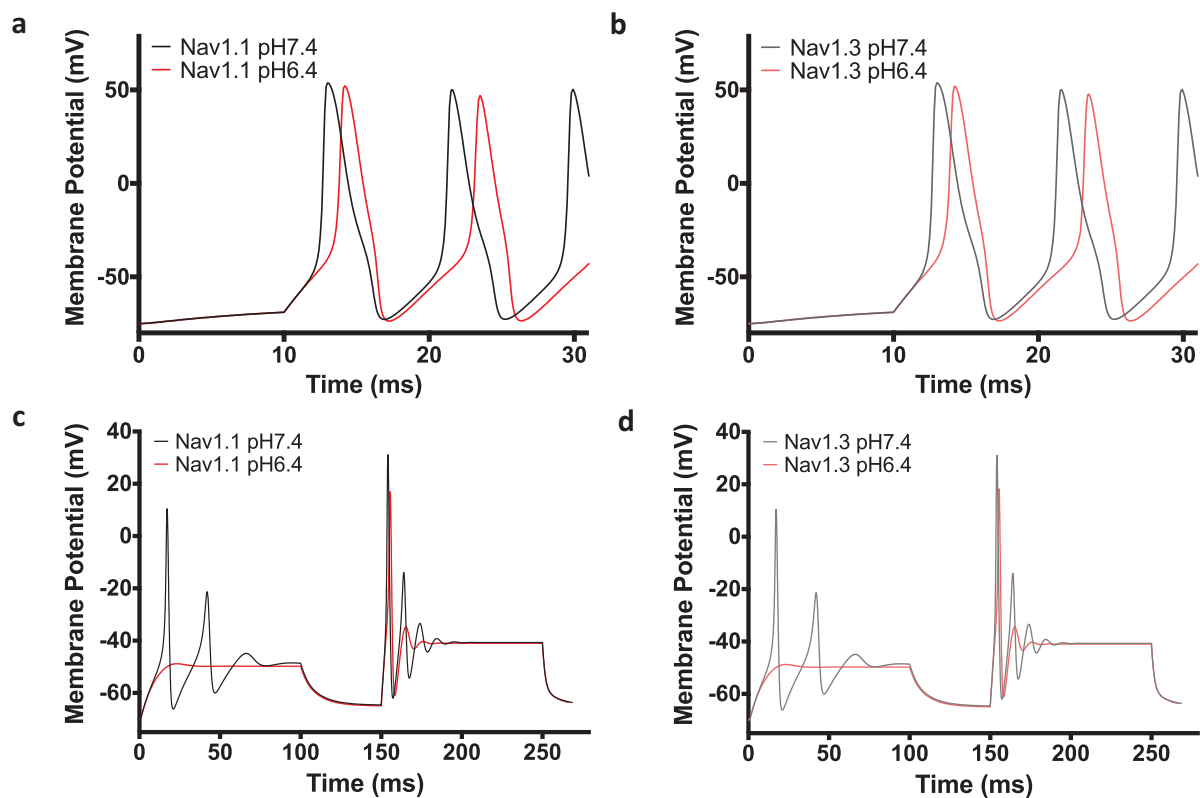 a
Nav1.1 pH7.4
Nav1.1 pH6.4
Membrane Potential (mV)
50
0
-50
0 10 20 30
Time (ms)
b
Nav1.3 pH7.4
Nav1.3 pH6.4
Membrane Potential (mV)
50
0
-50
0 10 20 30
Time (ms)
c
Nav1.1 pH7.4
Nav1.1 pH6.4
Membrane Potential (mV)
40
20
0
-20
-40
-60
0 50 100 150 200 250
Time (ms)
d
Nav1.3 pH7.4
Nav1.3 pH6.4
Membrane Potential (mV)
40
20
0
-20
-40
-60
0 50 100 150 200 250
Time (ms)